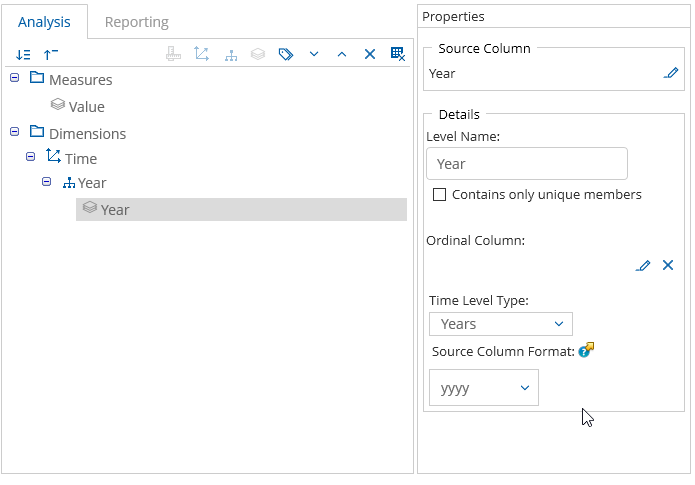 Analysis
Reporting
Measures
Value
Dimensions
Time
Year
Year
Properties
Source Column
Year
Details
Level Name:
Year
Contains only unique members
Ordinal Column:
Time Level Type:
Years
Source Column Format:
yyyy